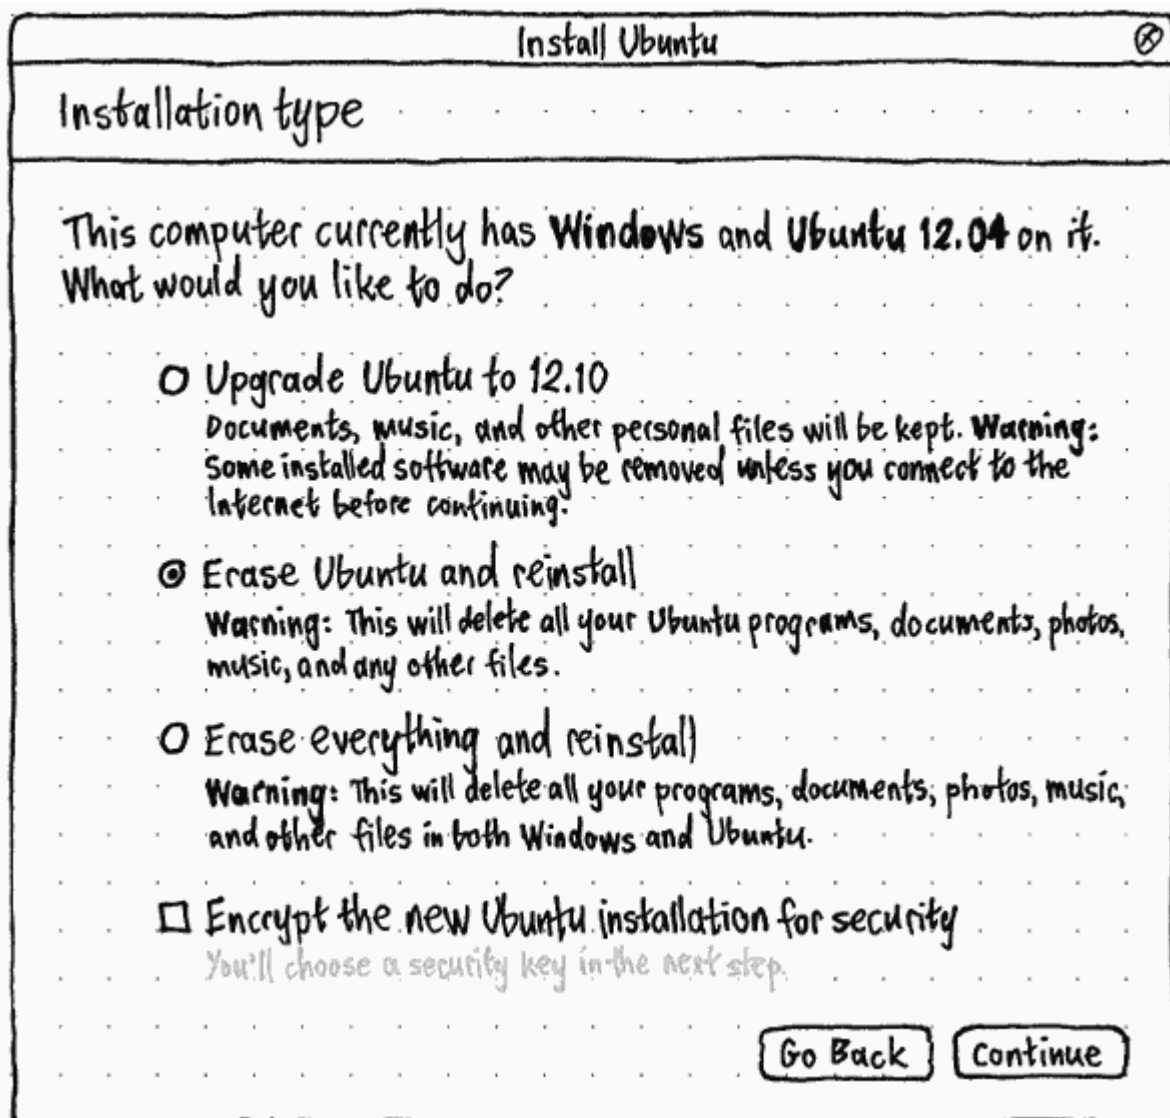 Install Ubuntu
Installation type
This computer currently has Windows and Ubuntu 12.04 on it.
What would you like to do?
Upgrade Ubuntu to 12.10
Documents, music, and other personal files will be kept. Warning:
Some installed software may be removed unless you connect to the
Internet before continuing.
Erase Ubuntu and reinstall
Warning: This will delete all your Ubuntu programs, documents, photos,
music, and any other files.
Erase everything and reinstall
Warning: This will delete all your programs, documents, photos, music,
and other files in both Windows and Ubuntu.
Encrypt the new Ubuntu installation for security
You'll choose a security key in the next step.
Go Back
Continue